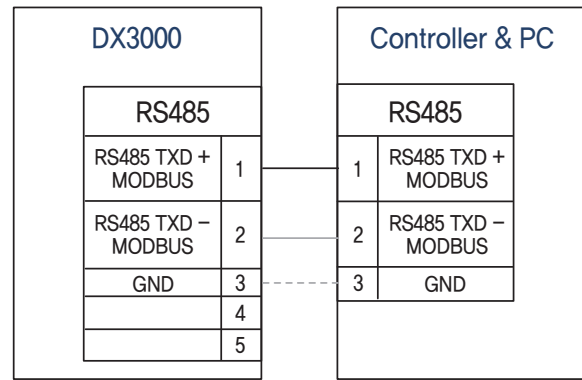 DX3000
Controller & PC
RS485
RS485 TXD +
MODBUS
1
RS485 TXD –
MODBUS
2
GND
3
4
5
RS485
1
RS485 TXD +
MODBUS
2
RS485 TXD –
MODBUS
3
GND